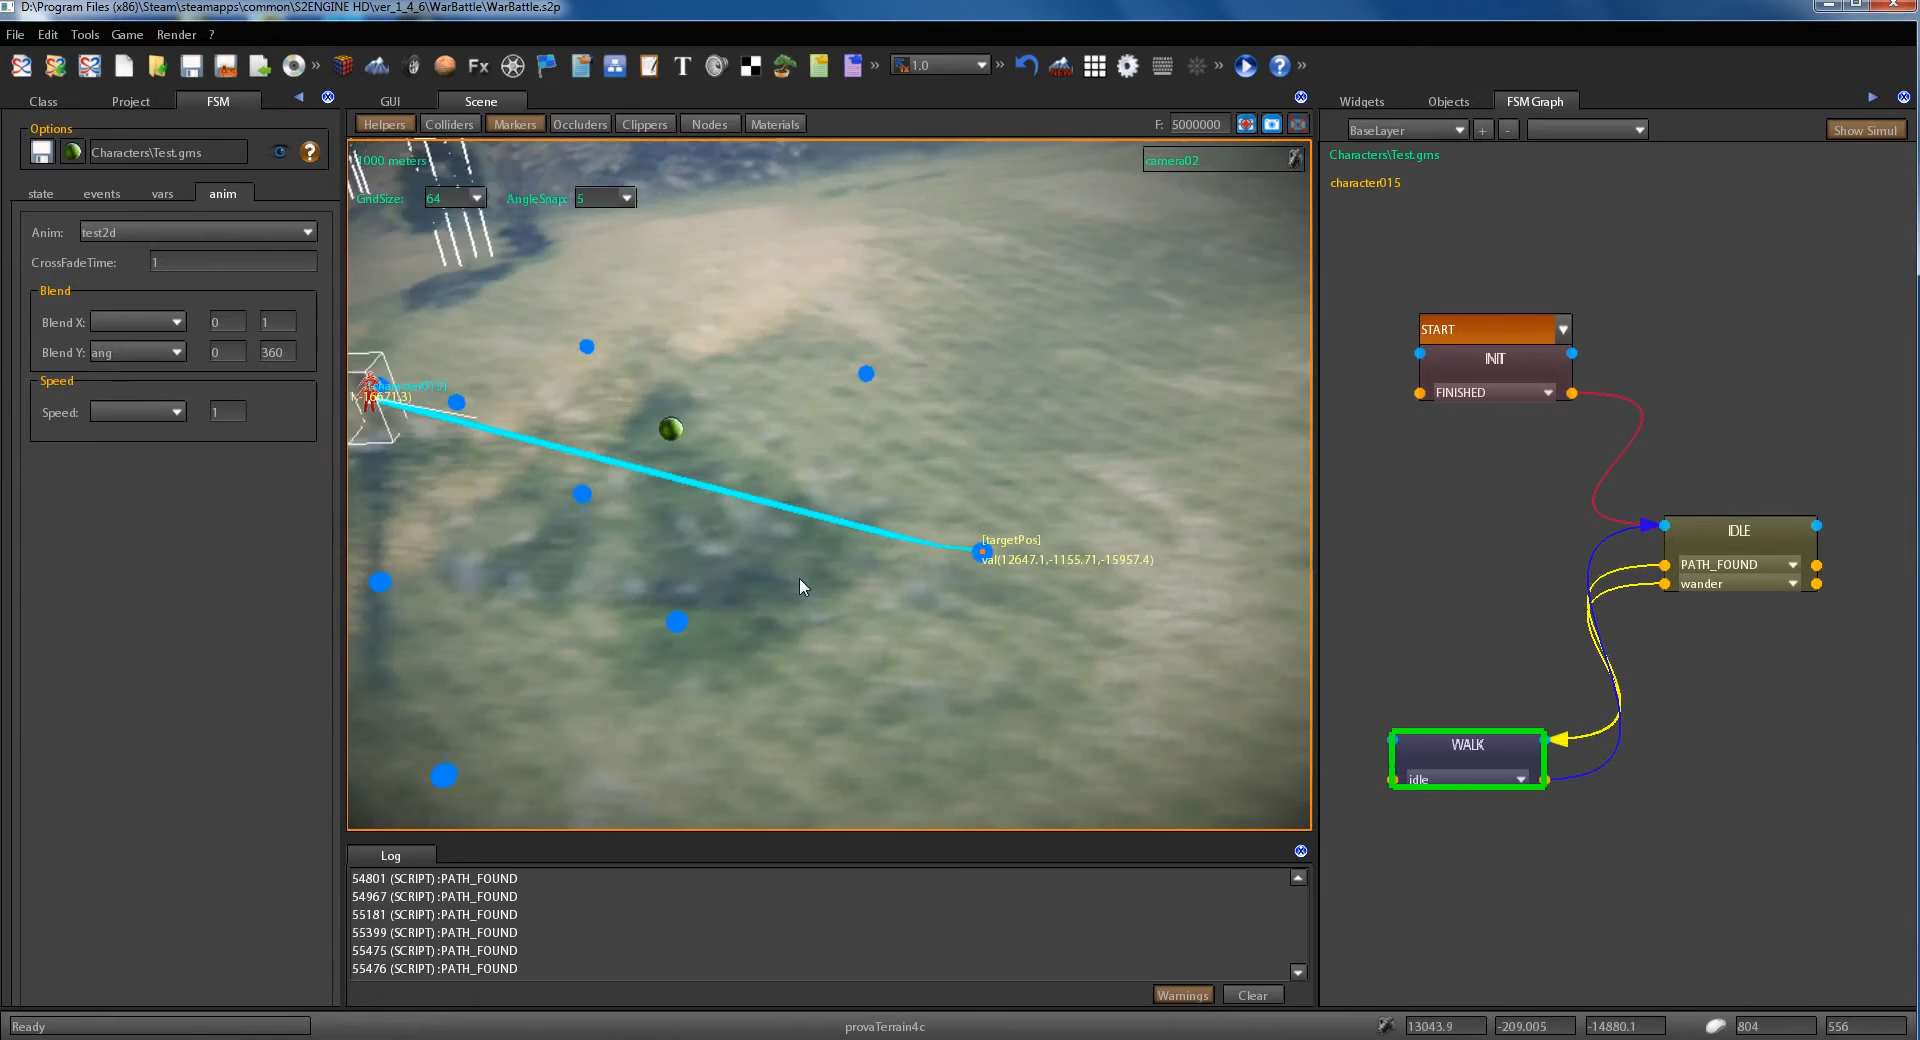 D:\Program Files (x86)\Steam\steamapps\common\S2ENGINE HD\ver_1_4_6\WarBattle\WarBattle.s2p
File Edit Tools Game Render ?
Fx T 1.0
Class Project FSM
GUI Scene
Widgets Objects FSM Graph
Options
Characters\Test.gms
Helpers Colliders Markers Occluders Clippers Nodes Materials
F: 5000000
BaseLayer + - Show Simul
1000 meters
camera02
Characters\Test.gms
character015
GridSize: 64 AngleSnap: 5
state events vars anim
Anim: test2d
CrossFadeTime: 1
Blend
Blend X: 0 1
Blend Y: ang 0 360
Speed
Speed: 1
START
INIT
FINISHED
(character015)
-16671.3)
[targetPos]
val(12647.1,-1155.71,-15957.4)
IDLE
PATH_FOUND
wander
WALK
idle
Log
54801 (SCRIPT) :PATH_FOUND
54967 (SCRIPT) :PATH_FOUND
55181 (SCRIPT) :PATH_FOUND
55399 (SCRIPT) :PATH_FOUND
55475 (SCRIPT) :PATH_FOUND
55476 (SCRIPT) :PATH_FOUND
Warnings Clear
Ready
provaTerrain4c
13043.9 -209.005 -14880.1 804 556